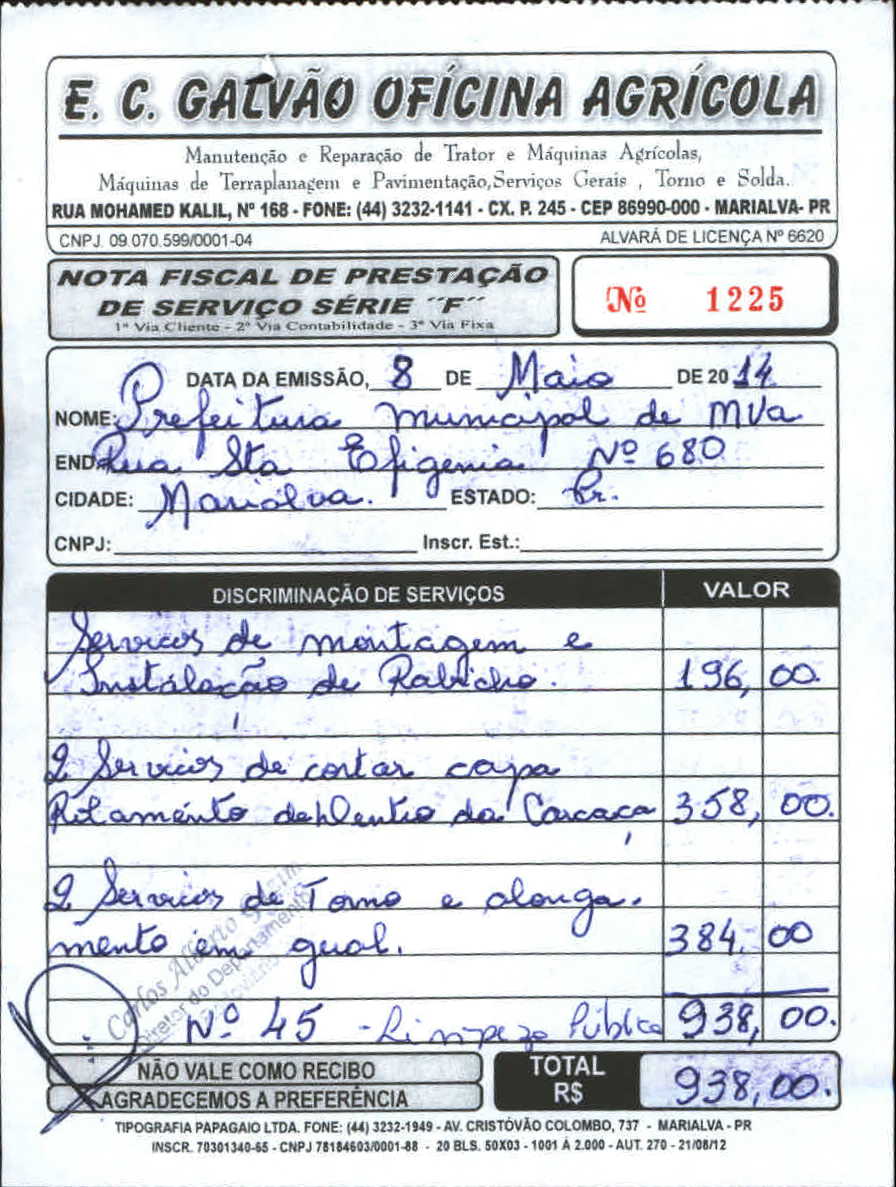 E. C. GALVÃO OFÍCINA AGRÍCOLA
Manutenção e Reparação de Trator e Máquinas Agrícolas,
Máquinas de Terraplanagem e Pavimentação,Serviços Gerais , Torno e Solda.
RUA MOHAMED KALIL, Nº 168 - FONE: (44) 3232-1141 - CX. P. 245 - CEP 86990-000 - MARIALVA- PR
CNPJ. 09.070.599/0001-04 ALVARÁ DE LICENÇA Nº 6620
NOTA FISCAL DE PRESTAÇÃO
DE SERVIÇO SÉRIE "F"
1ª Via Cliente - 2ª Via Contabilidade - 3ª Via Fixa
Nº 1225
DATA DA EMISSÃO, 8 DE Maio DE 2014
NOME: Prefeitura Municipal de MVa
END. Rua Sta Efigenia Nº 680
CIDADE: Marialva. ESTADO: Pr.
CNPJ: Inscr. Est.:
DISCRIMINAÇÃO DE SERVIÇOS VALOR
Servicos de montagem e
Instalação de Rabicho. 196,00.
2 Servicos de cortar capa
Rolamento dehlentro da Carcaça 358,00.
2 Servicos de Torno e alonga.
mento em gual. 384,00
Carlos Alberto
Diretor do Departamento
Nº 45 - Limpeza Pública 938,00.
NÃO VALE COMO RECIBO
AGRADECEMOS A PREFERÊNCIA
TOTAL R$ 938,00.
TIPOGRAFIA PAPAGAIO LTDA. FONE: (44) 3232-1949 - AV. CRISTÓVÃO COLOMBO, 737 - MARIALVA - PR
INSCR. 70301340-65 - CNPJ 78184603/0001-88 - 20 BLS. 50X03 - 1001 À 2.000 - AUT. 270 - 21/08/12